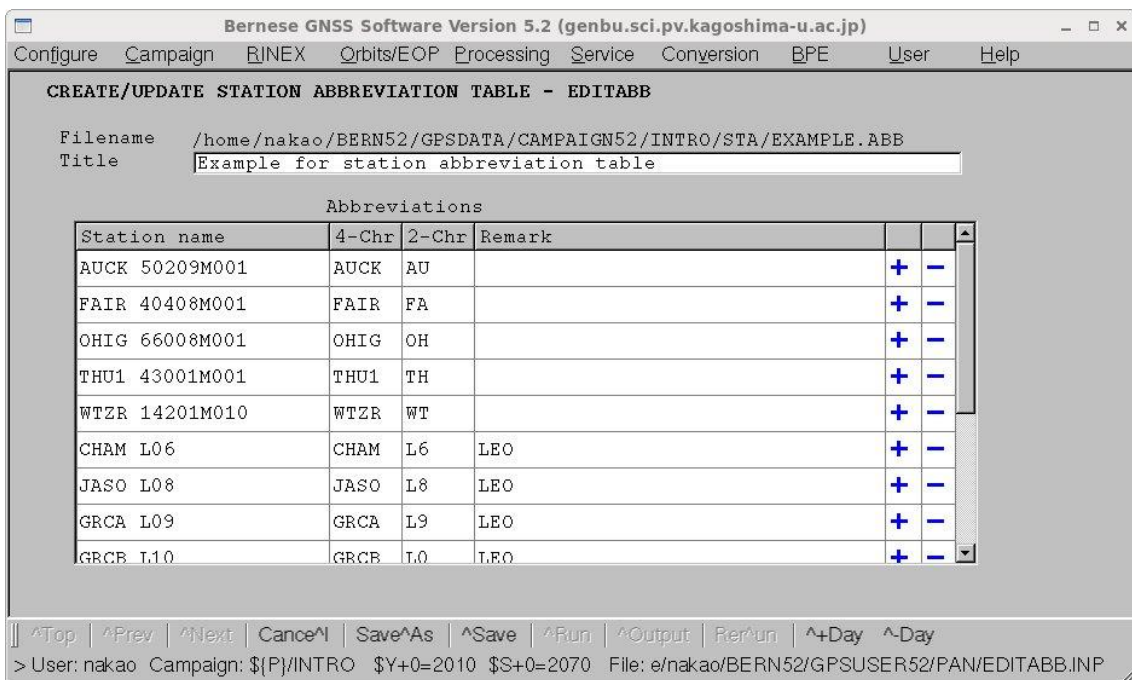 Bernese GNSS Software Version 5.2 (genbu.sci.pv.kagoshima-u.ac.jp)
Configure Campaign RINEX Orbits/EOP Processing Service Conversion BPE User Help
CREATE/UPDATE STATION ABBREVIATION TABLE - EDITABB
Filename /home/nakao/BERN52/GPSDATA/CAMPAIGN52/INTRO/STA/EXAMPLE.ABB
Title Example for station abbreviation table
Abbreviations
Station name 4-Chr 2-Chr Remark
AUCK 50209M001 AUCK AU + −
FAIR 40408M001 FAIR FA + −
OHIG 66008M001 OHIG OH + −
THU1 43001M001 THU1 TH + −
WTZR 14201M010 WTZR WT + −
CHAM L06 CHAM L6 LEO + −
JASO L08 JASO L8 LEO + −
GRCA L09 GRCA L9 LEO + −
GRCB L10 GRCB L0 LEO + −
^Top | ^Prev | ^Next | Cance^l | Save^As | ^Save | ^Run | ^Output | Rer^un | ^+Day ^-Day
> User: nakao Campaign: ${P}/INTRO $Y+0=2010 $S+0=2070 File: e/nakao/BERN52/GPSUSER52/PAN/EDITABB.INP